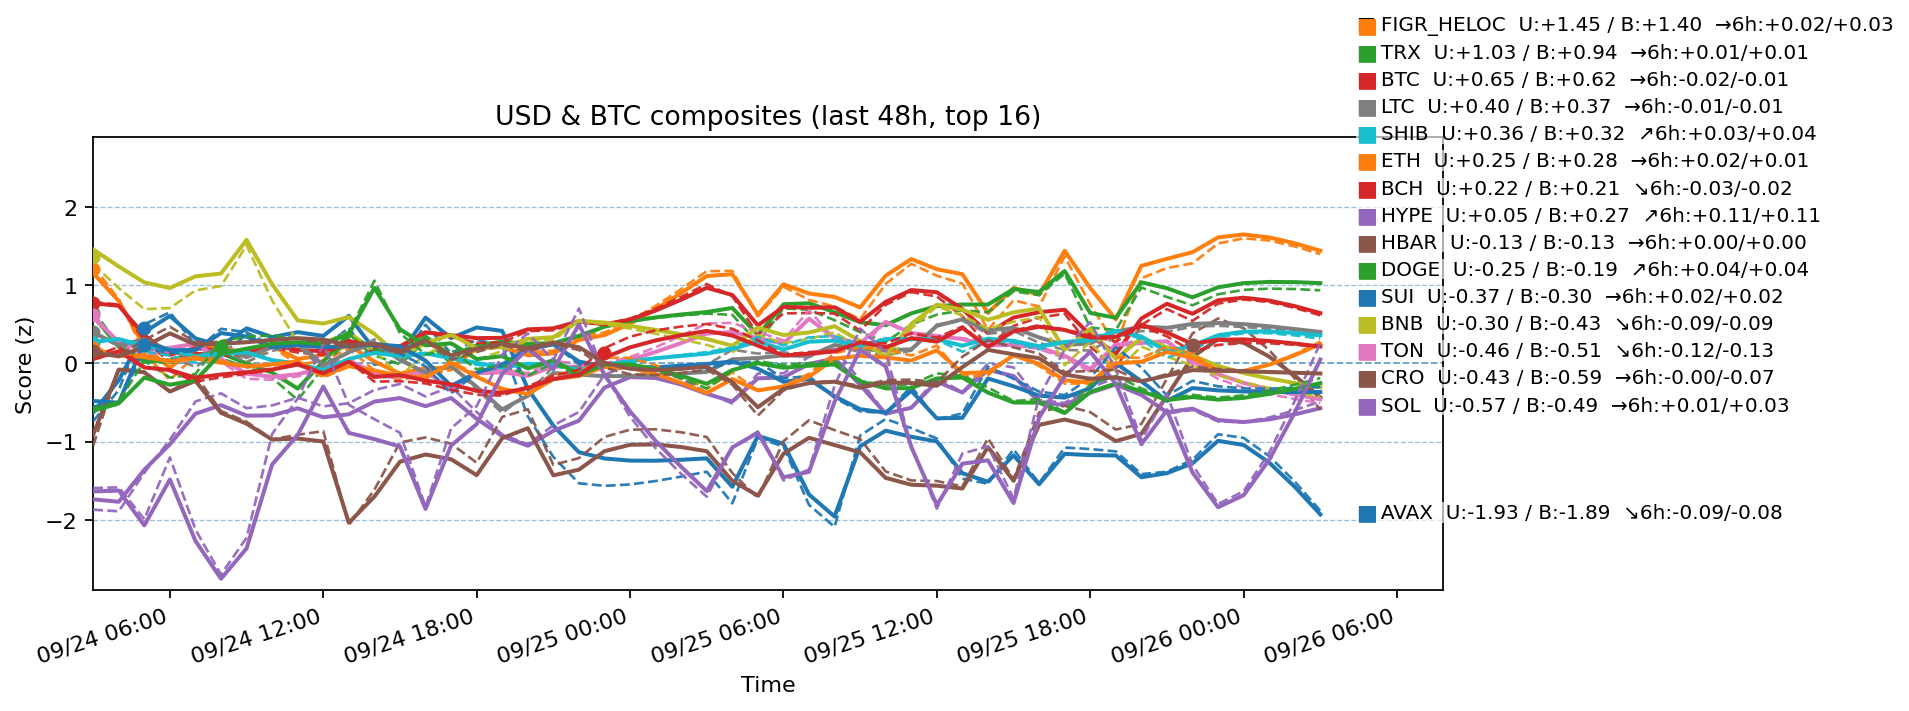 FIGR_HELOC U:+1.45 / B:+1.40 →6h:+0.02/+0.03
TRX U:+1.03 / B:+0.94 →6h:+0.01/+0.01
BTC U:+0.65 / B:+0.62 →6h:-0.02/-0.01
LTC U:+0.40 / B:+0.37 →6h:-0.01/-0.01
SHIB U:+0.36 / B:+0.32 ↗6h:+0.03/+0.04
ETH U:+0.25 / B:+0.28 →6h:+0.02/+0.01
BCH U:+0.22 / B:+0.21 ↘6h:-0.03/-0.02
HYPE U:+0.05 / B:+0.27 ↗6h:+0.11/+0.11
HBAR U:-0.13 / B:-0.13 →6h:+0.00/+0.00
DOGE U:-0.25 / B:-0.19 ↗6h:+0.04/+0.04
SUI U:-0.37 / B:-0.30 →6h:+0.02/+0.02
BNB U:-0.30 / B:-0.43 ↘6h:-0.09/-0.09
TON U:-0.46 / B:-0.51 ↘6h:-0.12/-0.13
CRO U:-0.43 / B:-0.59 →6h:-0.00/-0.07
SOL U:-0.57 / B:-0.49 →6h:+0.01/+0.03
AVAX U:-1.93 / B:-1.89 ↘6h:-0.09/-0.08
USD & BTC composites (last 48h, top 16)
Score (z)
2
1
0
−1
−2
09/24 06:00
09/24 12:00
09/24 18:00
09/25 00:00
09/25 06:00
09/25 12:00
09/25 18:00
09/26 00:00
09/26 06:00
Time